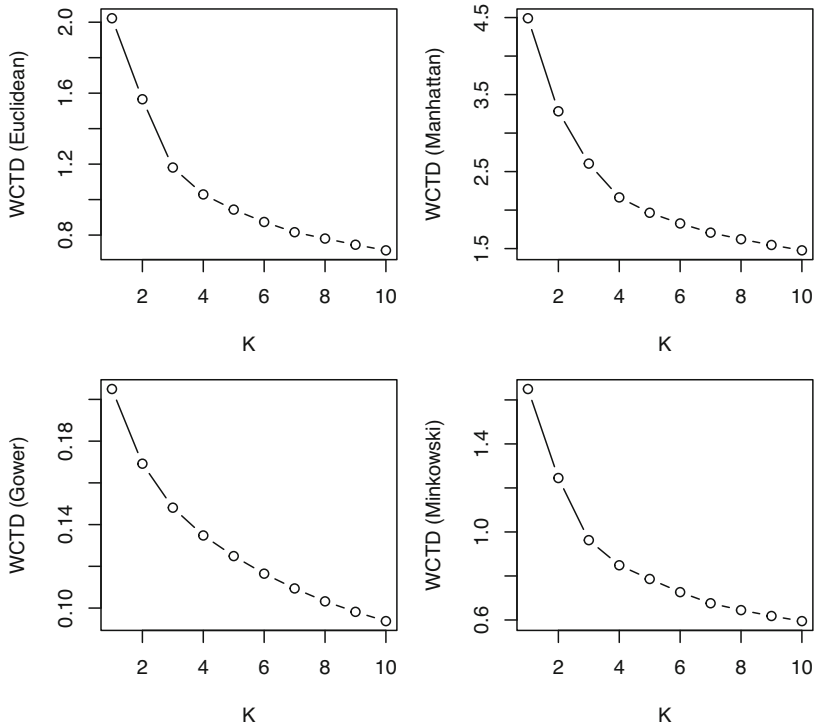 WCTD (Euclidean)
2.0
1.6
1.2
0.8
2 4 6 8 10
K
WCTD (Manhattan)
4.5
3.5
2.5
1.5
2 4 6 8 10
K
WCTD (Gower)
0.18
0.14
0.10
2 4 6 8 10
K
WCTD (Minkowski)
1.4
1.0
0.6
2 4 6 8 10
K